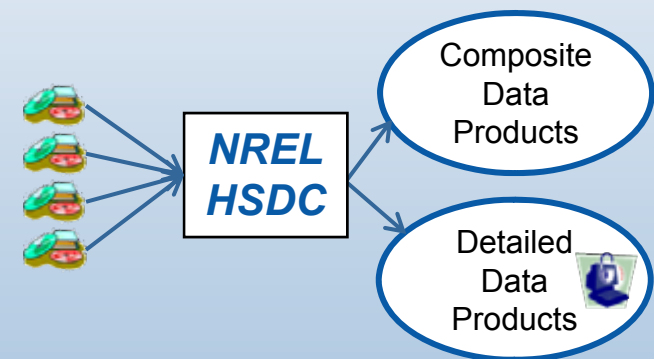 NREL
HSDC
Composite
Data
Products
Detailed
Data
Products